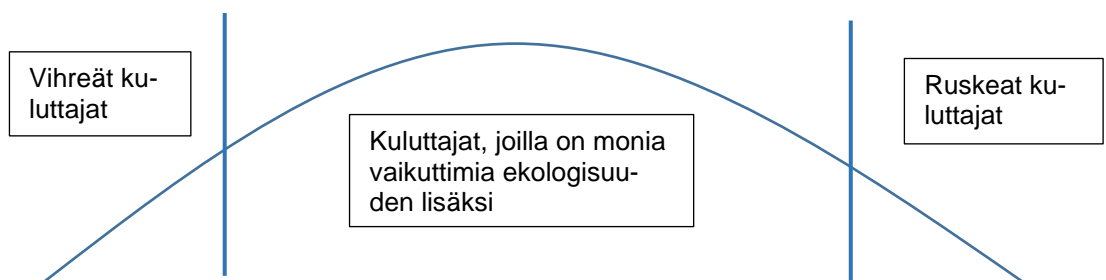 Vihreät ku-
luttajat
Kuluttajat, joilla on monia
vaikuttimia ekologisuu-
den lisäksi
Ruskeat ku-
luttajat